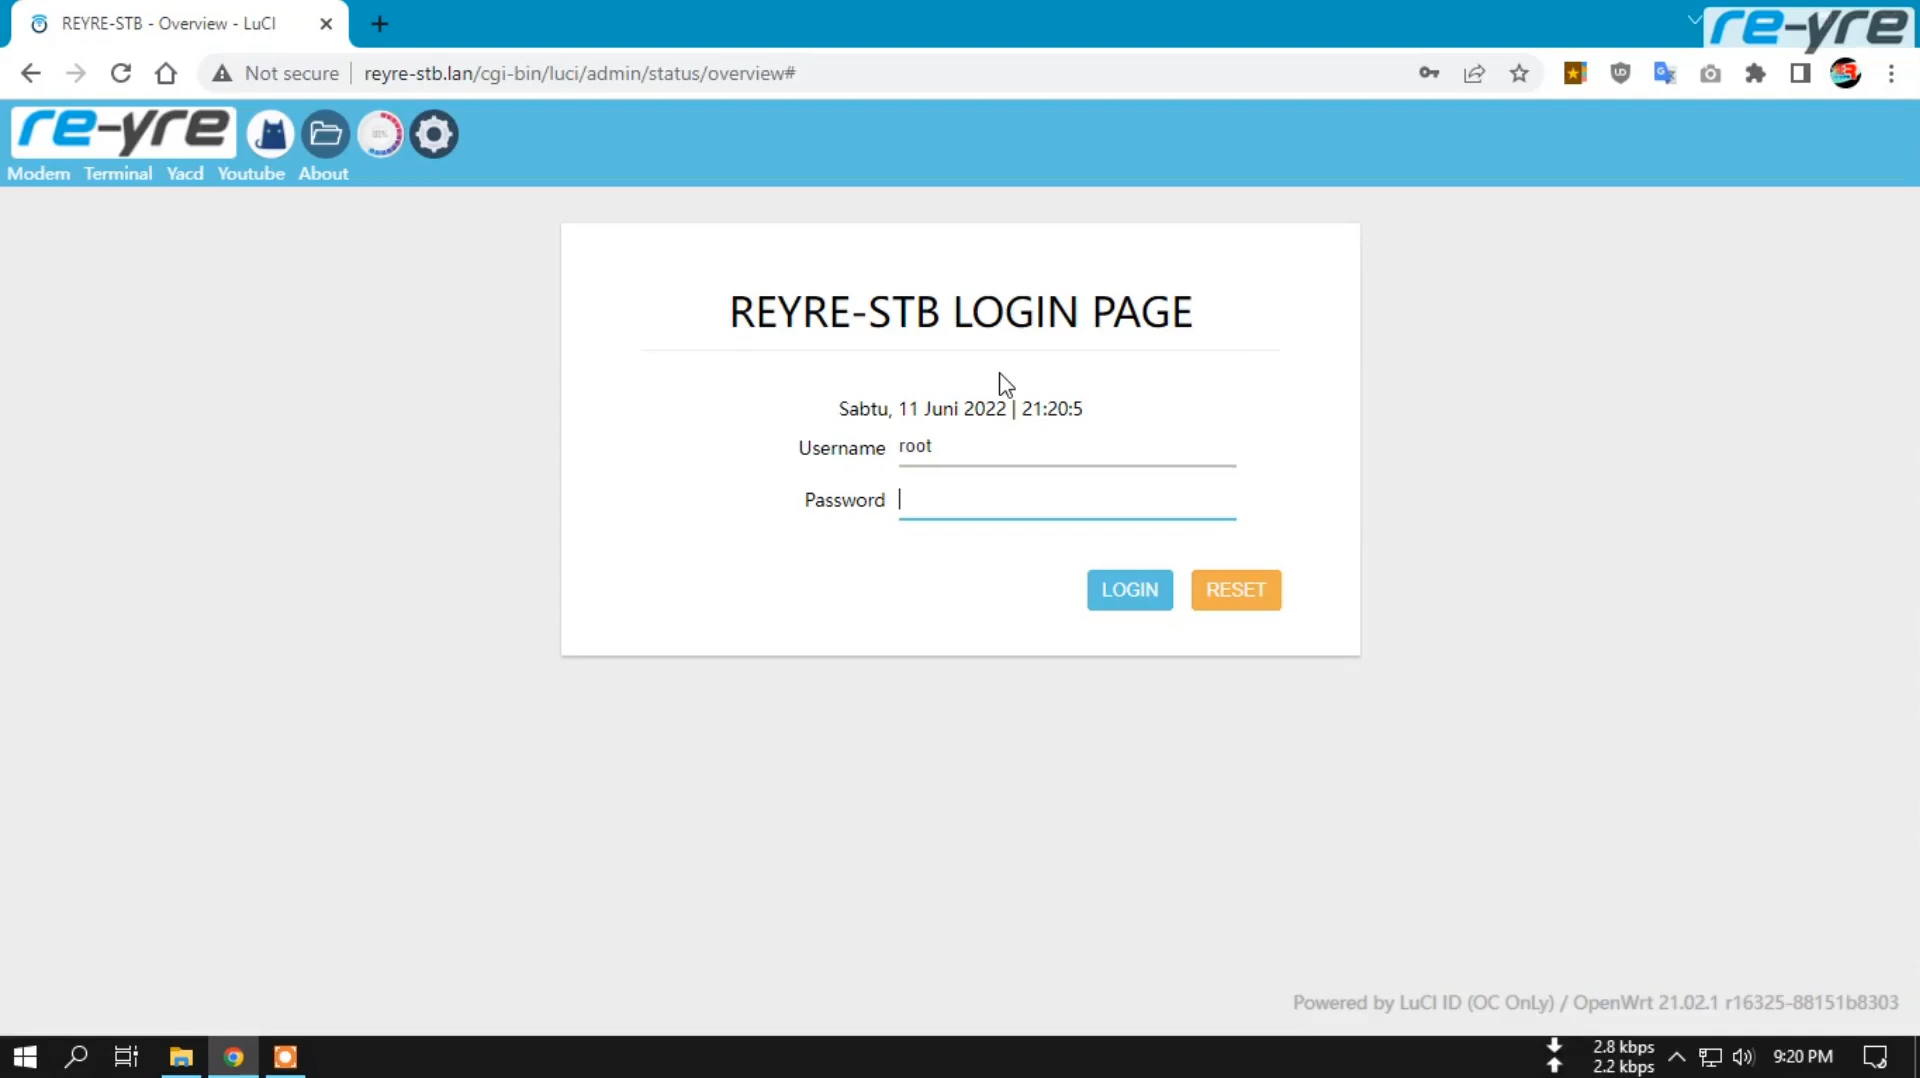 REYRE-STB - Overview - LuCI
re-yre
Not secure
reyre-stb.lan/cgi-bin/luci/admin/status/overview#
re-yre
Modem Terminal Yacd Youtube About
REYRE-STB LOGIN PAGE
Sabtu, 11 Juni 2022 | 21:20:5
Username root
Password
LOGIN RESET
Powered by LuCI ID (OC OnLy) / OpenWrt 21.02.1 r16325-88151b8303
2.8 kbps
2.2 kbps
9:20 PM